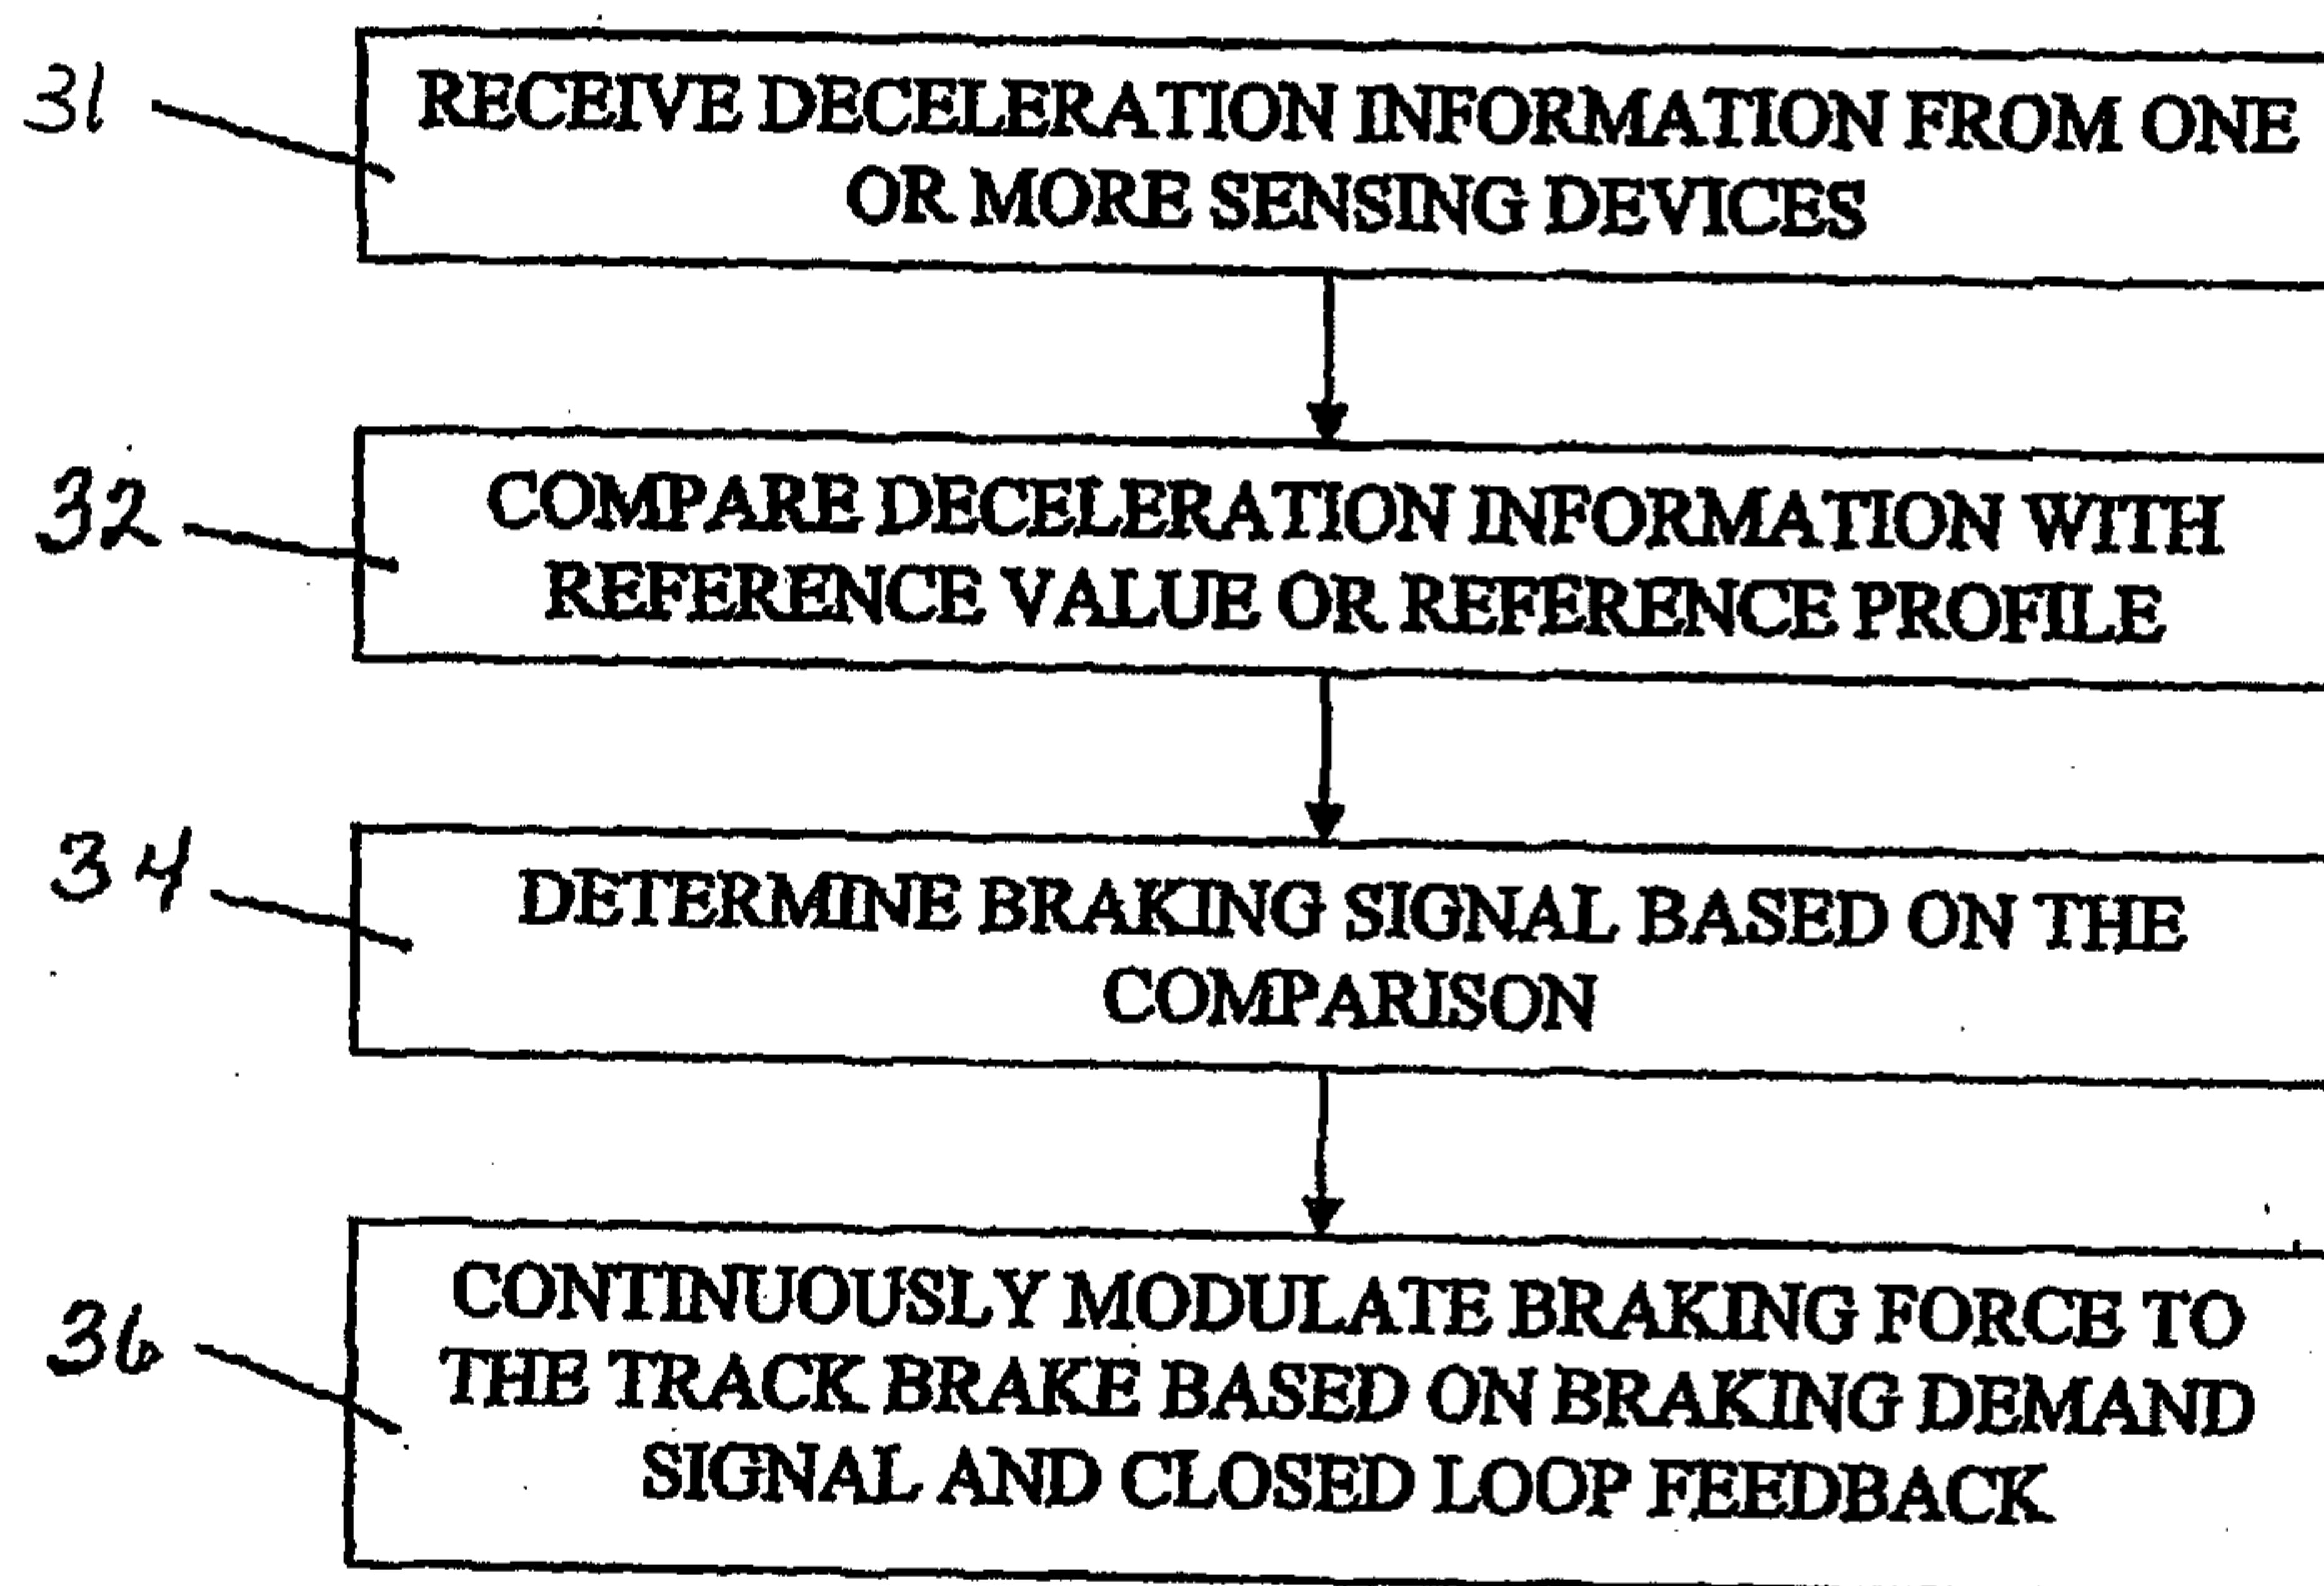 31
RECEIVE DECELERATION INFORMATION FROM ONE
OR MORE SENSING DEVICES
32
COMPARE DECELERATION INFORMATION WITH
REFERENCE VALUE OR REFERENCE PROFILE
34
DETERMINE BRAKING SIGNAL BASED ON THE
COMPARISON
36
CONTINUOUSLY MODULATE BRAKING FORCE TO
THE TRACK BRAKE BASED ON BRAKING DEMAND
SIGNAL AND CLOSED LOOP FEEDBACK